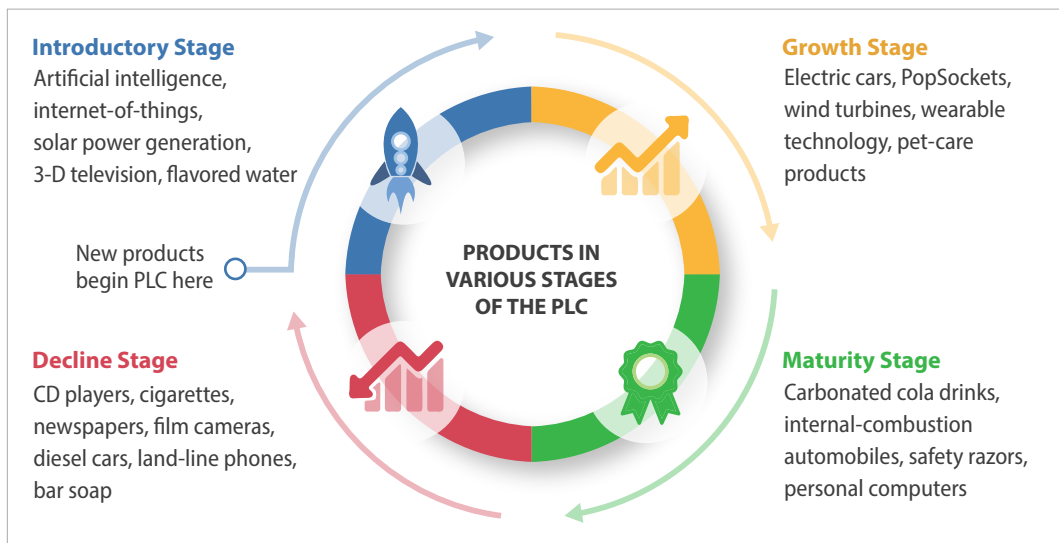 Introductory Stage
Artificial intelligence,
internet-of-things,
solar power generation,
3-D television, flavored water
Growth Stage
Electric cars, PopSockets,
wind turbines, wearable
technology, pet-care
products
New products
begin PLC here
PRODUCTS IN
VARIOUS STAGES
OF THE PLC
Decline Stage
CD players, cigarettes,
newspapers, film cameras,
diesel cars, land-line phones,
bar soap
Maturity Stage
Carbonated cola drinks,
internal-combustion
automobiles, safety razors,
personal computers